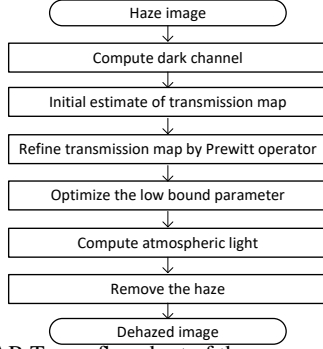 Haze image
Compute dark channel
Initial estimate of transmission map
Refine transmission map by Prewitt operator
Optimize the low bound parameter
Compute atmospheric light
Remove the haze
Dehazed image